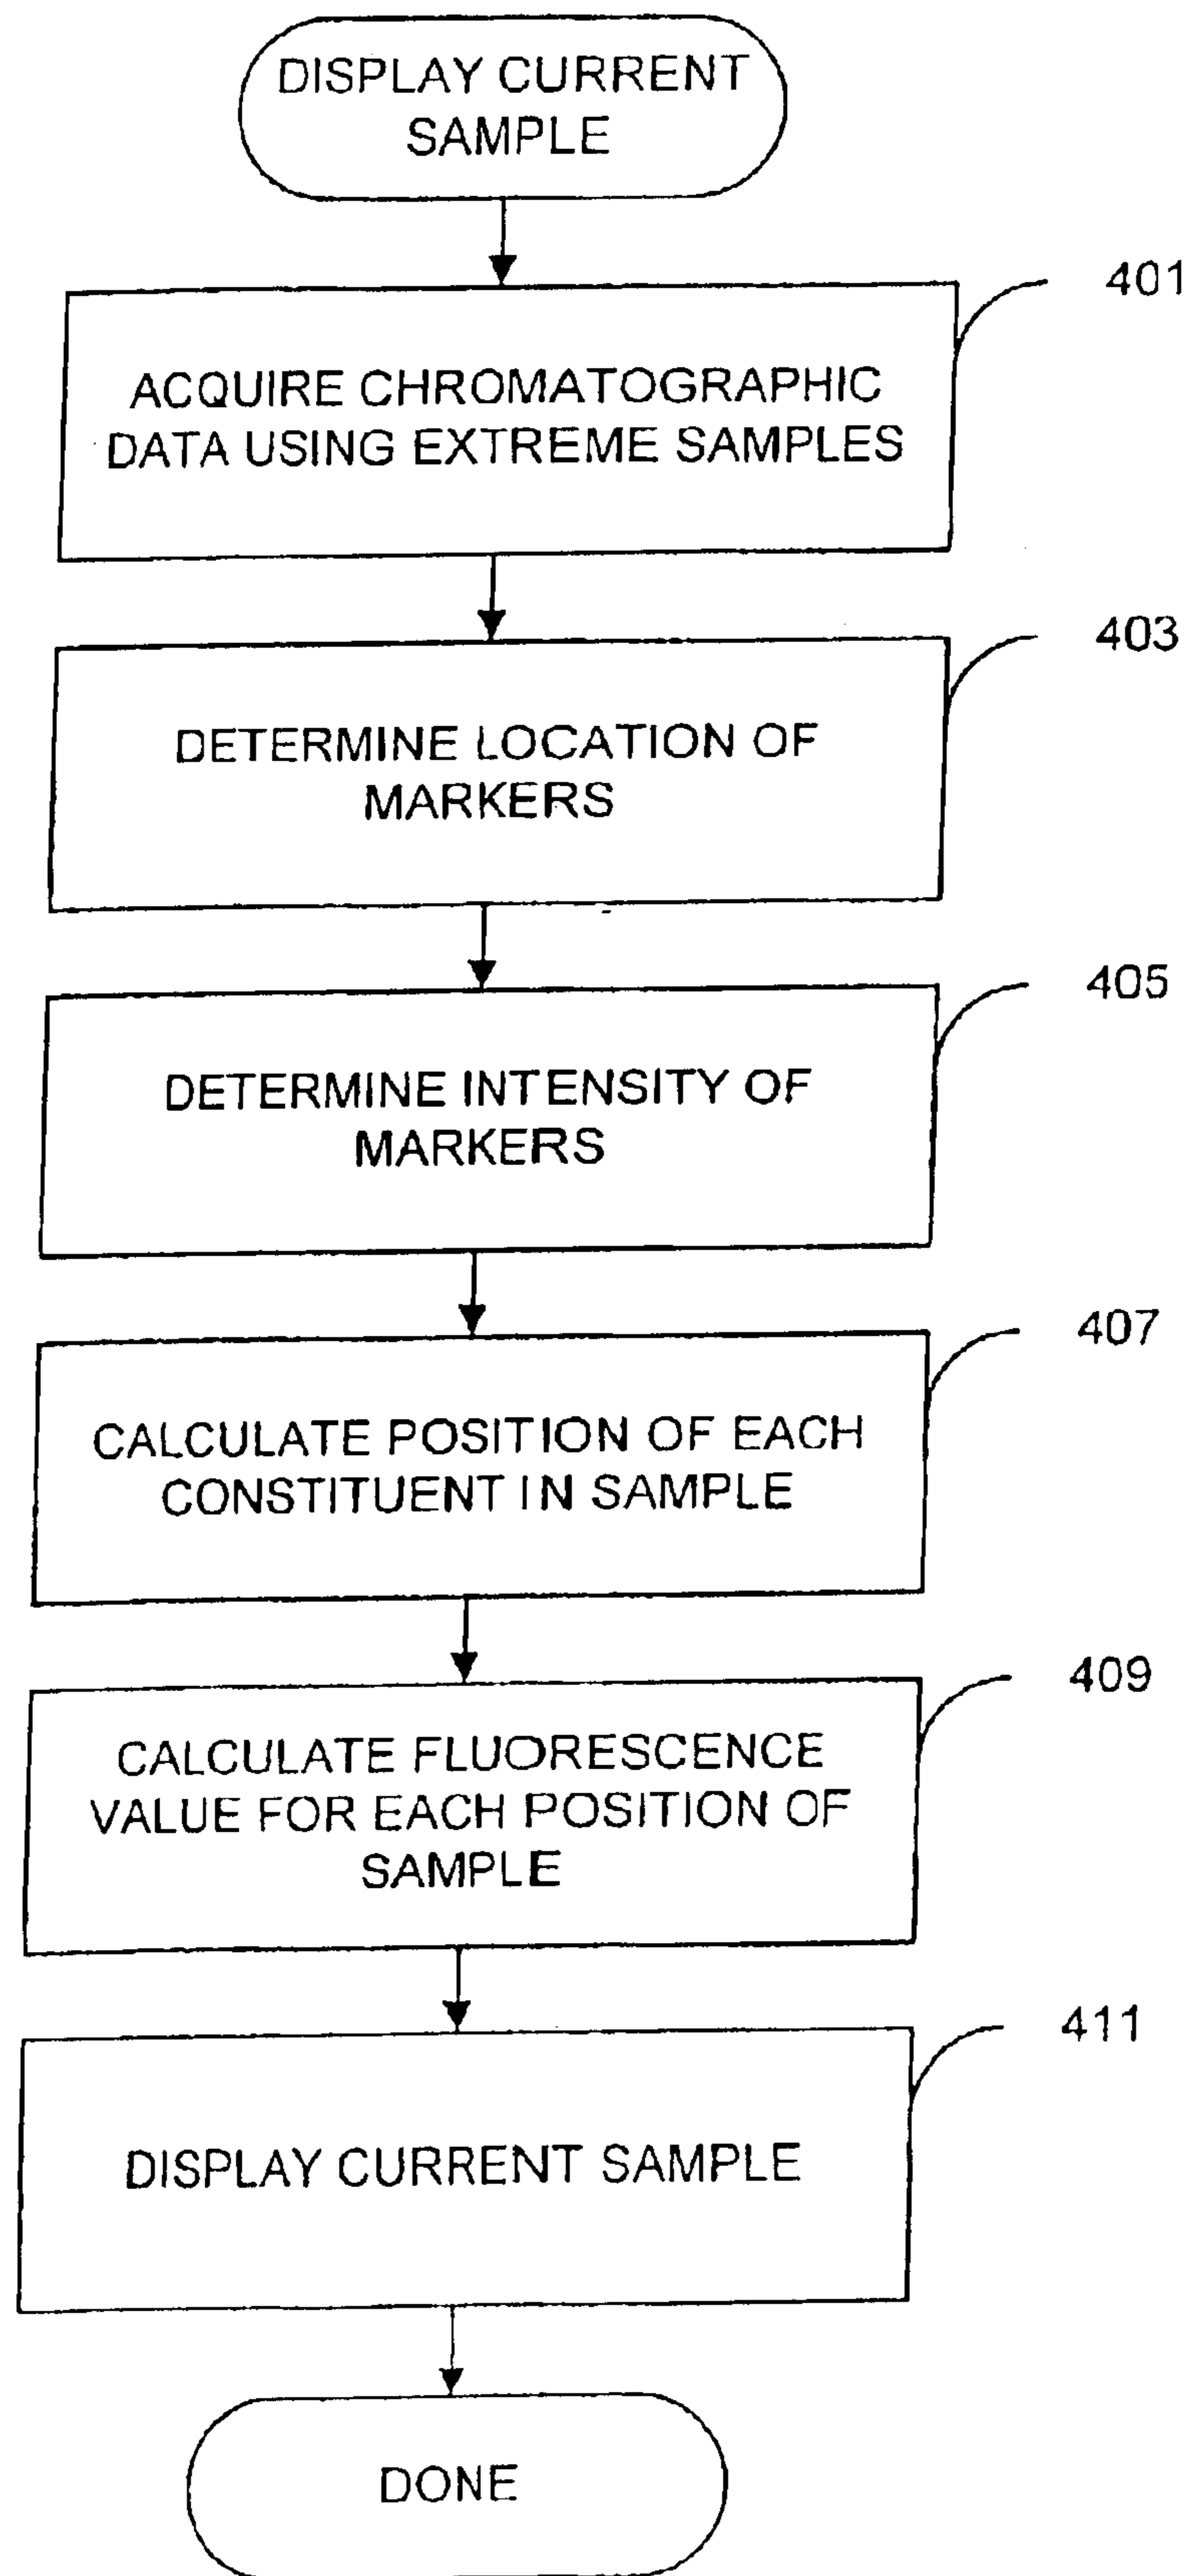 DISPLAY CURRENT
SAMPLE
401
ACQUIRE CHROMATOGRAPHIC
DATA USING EXTREME SAMPLES
403
DETERMINE LOCATION OF
MARKERS
405
DETERMINE INTENSITY OF
MARKERS
407
CALCULATE POSITION OF EACH
CONSTITUENT IN SAMPLE
409
CALCULATE FLUORESCENCE
VALUE FOR EACH POSITION OF
SAMPLE
411
DISPLAY CURRENT SAMPLE
DONE